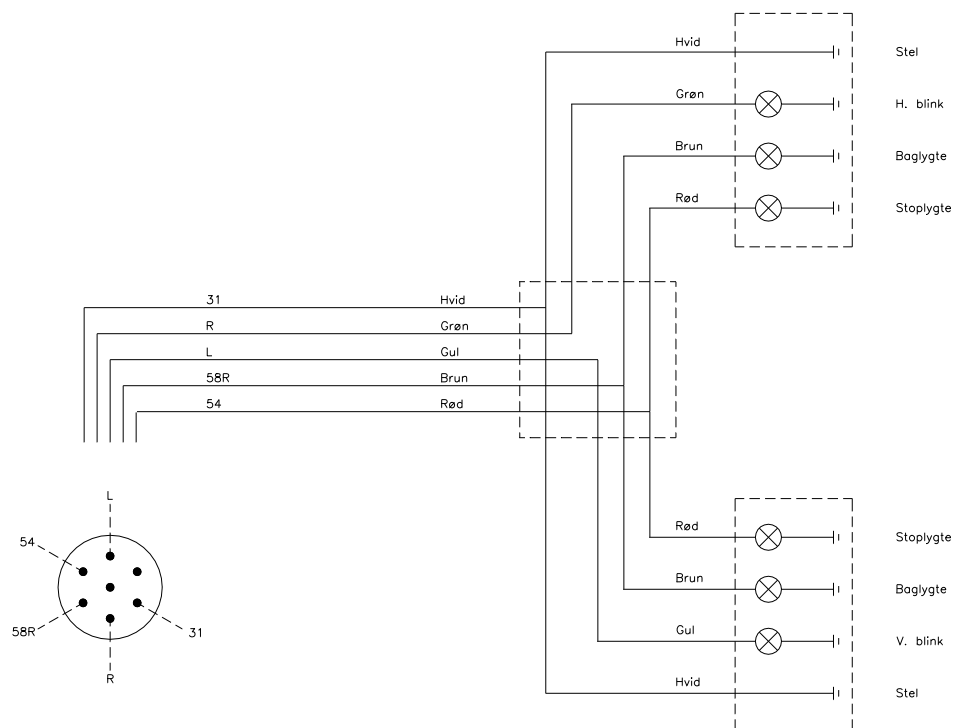 Hvid Stel
Grøn H. blink
Brun Baglygte
Rød Stoplygte
31 Hvid
R Grøn
L Gul
58R Brun
54 Rød
L
54
58R
31
R
Rød Stoplygte
Brun Baglygte
Gul V. blink
Hvid Stel